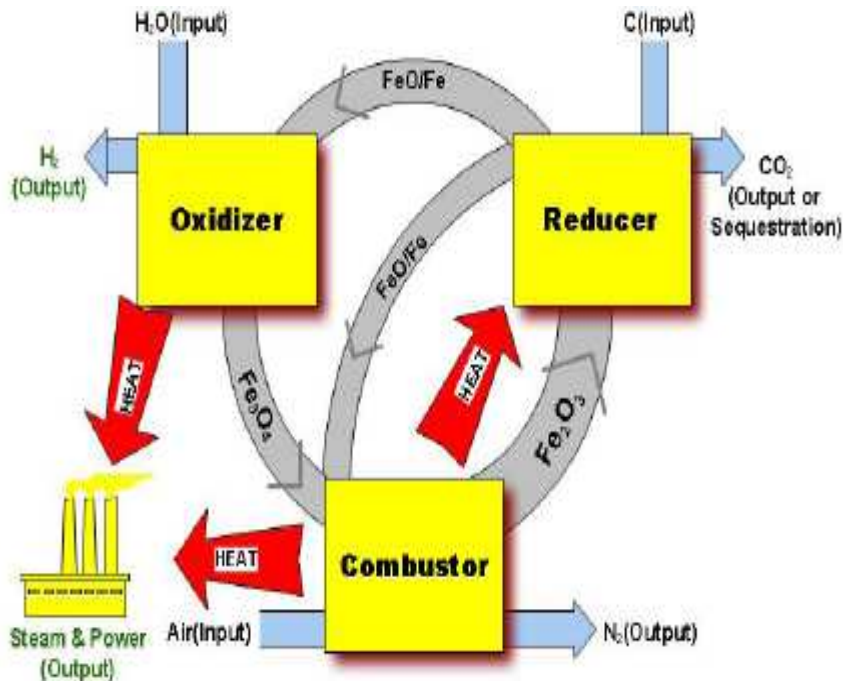 H₂O(Input)
C(Input)
FeO/Fe
H₂
(Output)
CO₂
(Output or
Sequestration)
Oxidizer
Reducer
FeO/Fe
HEAT
HEAT
Fe₃O₄
Fe₂O₃
HEAT
Combustor
Steam & Power
(Output)
Air(Input)
N₂(Output)